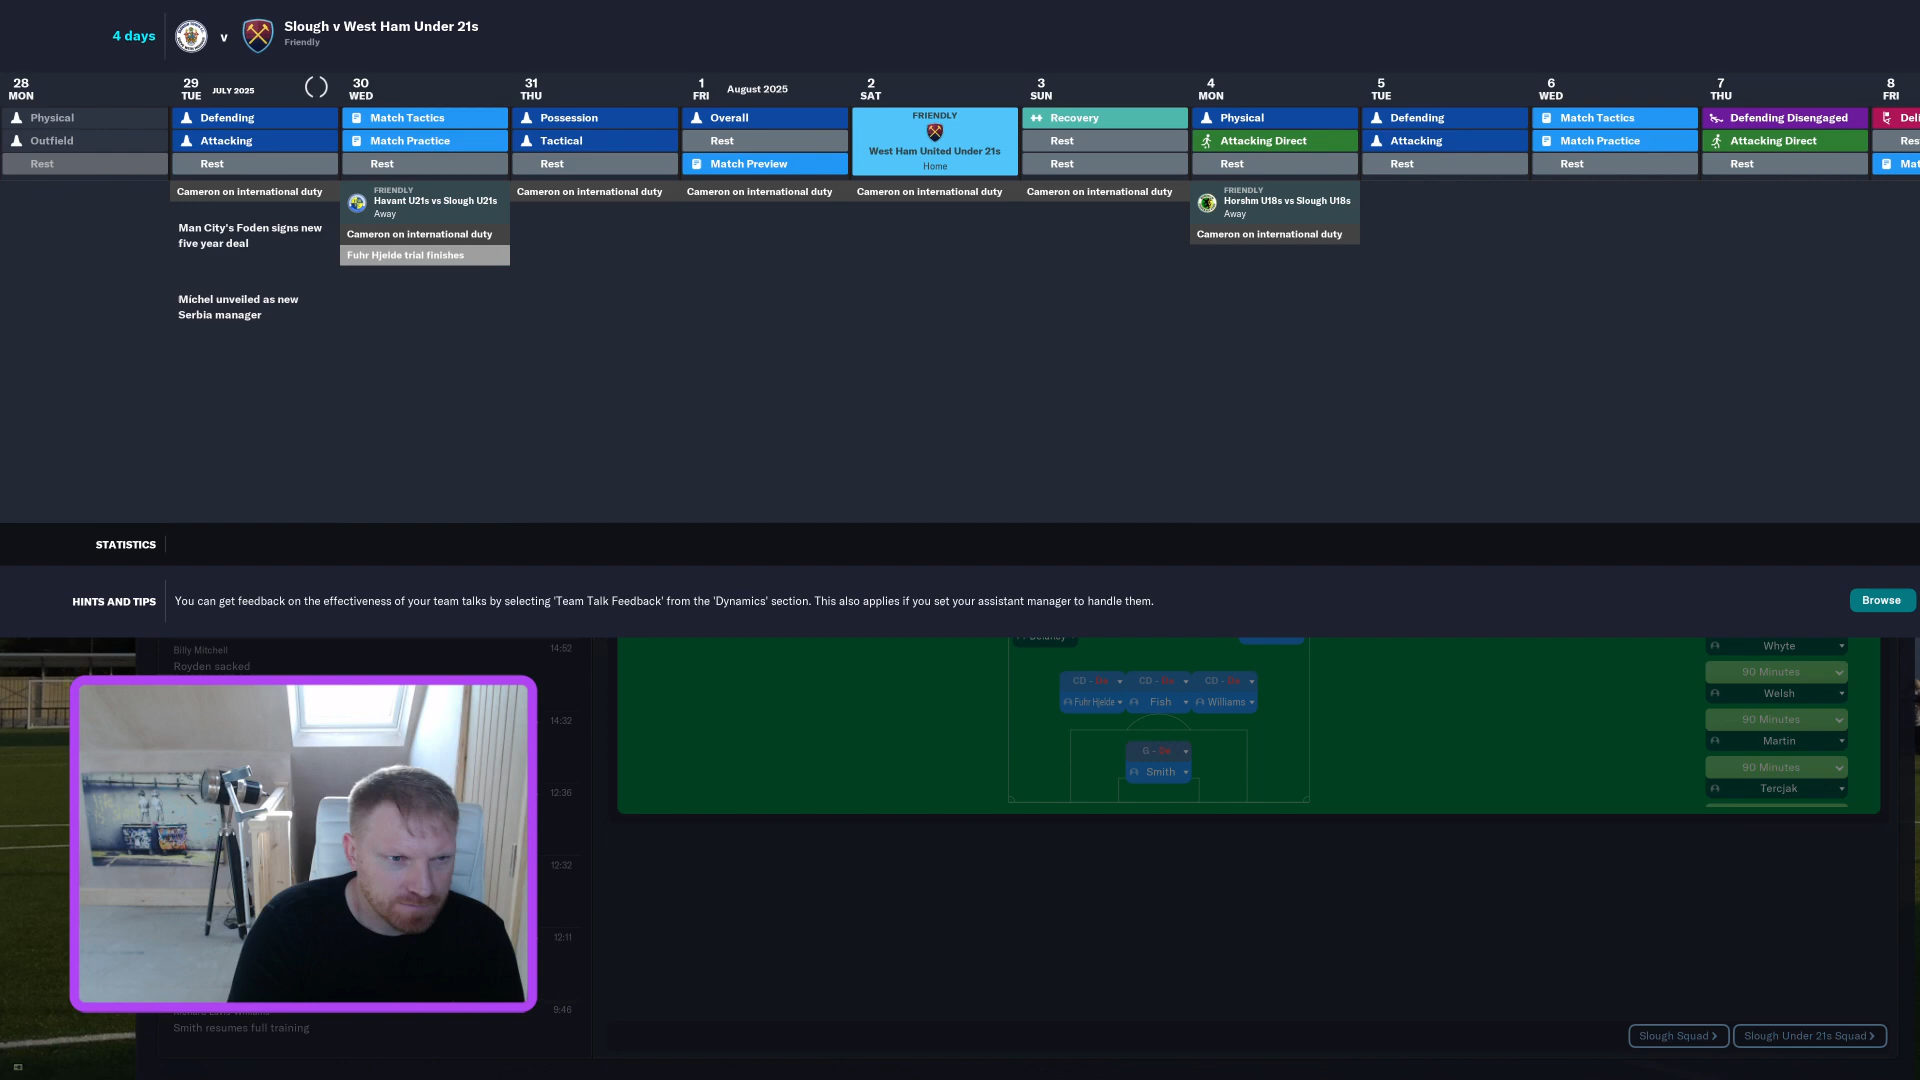 4 days
v
Slough v West Ham Under 21s
Friendly
28
MON
29
TUE JULY 2025
30
WED
31
THU
1
FRI August 2025
2
SAT
3
SUN
4
MON
5
TUE
6
WED
7
THU
8
FRI
Physical
Outfield
Rest
Defending
Attacking
Rest
Match Tactics
Match Practice
Rest
Possession
Tactical
Rest
Overall
Rest
Match Preview
FRIENDLY
West Ham United Under 21s
Home
Recovery
Rest
Rest
Physical
Attacking Direct
Rest
Defending
Attacking
Rest
Match Tactics
Match Practice
Rest
Defending Disengaged
Attacking Direct
Rest
Deli
Res
Mat
Cameron on international duty
Man City's Foden signs new
five year deal
Míchel unveiled as new
Serbia manager
FRIENDLY
Havant U21s vs Slough U21s
Away
Cameron on international duty
Fuhr Hjelde trial finishes
Cameron on international duty
Cameron on international duty
Cameron on international duty
Cameron on international duty
FRIENDLY
Horshm U18s vs Slough U18s
Away
Cameron on international duty
STATISTICS
HINTS AND TIPS
You can get feedback on the effectiveness of your team talks by selecting 'Team Talk Feedback' from the 'Dynamics' section. This also applies if you set your assistant manager to handle them.
Browse
Billy Mitchell
14:52
Royden sacked
14:32
12:36
12:32
12:11
9:46
Smith resumes full training
Delaney
CD - De
CD - De
CD - De
Fuhr Hjelde
Fish
Williams
G - De
Smith
Whyte
90 Minutes
Welsh
90 Minutes
Martin
90 Minutes
Tercjak
Slough Squad >
Slough Under 21s Squad >